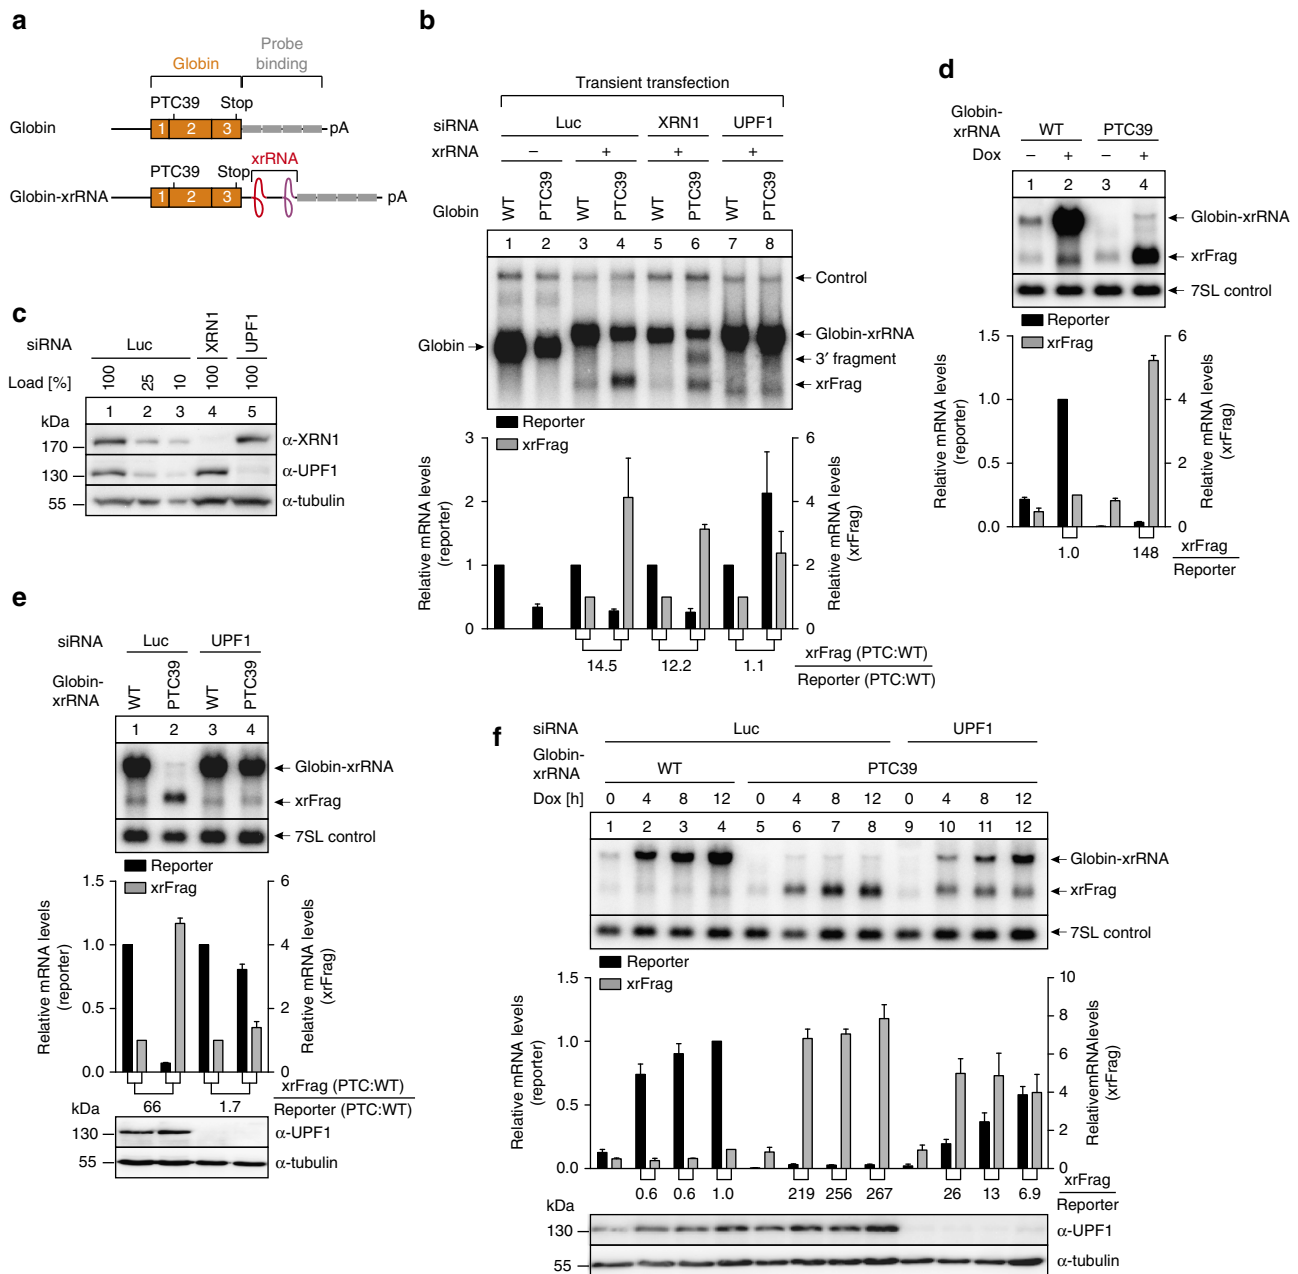 a
Globin
Probe binding
PTC39 Stop
Globin 1 2 3 pA
PTC39 Stop xrRNA
Globin-xrRNA 1 2 3 pA
b
Transient transfection
siRNA Luc XRN1 UPF1
xrRNA – + + +
Globin WT PTC39 WT PTC39 WT PTC39 WT PTC39
1 2 3 4 5 6 7 8
Control
Globin
Globin-xrRNA
3′ fragment
xrFrag
Reporter
xrFrag
Relative mRNA levels (reporter)
3
2
1
0
Relative mRNA levels (xrFrag)
6
4
2
0
14.5 12.2 1.1
xrFrag (PTC:WT)
Reporter (PTC:WT)
c
siRNA Luc XRN1 UPF1
Load [%] 100 25 10 100 100
kDa 1 2 3 4 5
170 α-XRN1
130 α-UPF1
55 α-tubulin
d
Globin-xrRNA WT PTC39
Dox – + – +
1 2 3 4
Globin-xrRNA
xrFrag
7SL control
Reporter
xrFrag
Relative mRNA levels (reporter)
1.5
1.0
0.5
0.0
Relative mRNA levels (xrFrag)
6
4
2
0
1.0 148
xrFrag
Reporter
e
siRNA Luc UPF1
Globin-xrRNA WT PTC39 WT PTC39
1 2 3 4
Globin-xrRNA
xrFrag
7SL control
Reporter
xrFrag
Relative mRNA levels (reporter)
1.5
1.0
0.5
0.0
Relative mRNA levels (xrFrag)
6
4
2
0
66 1.7
xrFrag (PTC:WT)
Reporter (PTC:WT)
kDa
130 α-UPF1
55 α-tubulin
f
siRNA Luc UPF1
Globin-xrRNA WT PTC39
Dox [h] 0 4 8 12 0 4 8 12 0 4 8 12
1 2 3 4 5 6 7 8 9 10 11 12
Globin-xrRNA
xrFrag
7SL control
Reporter
xrFrag
Relative mRNA levels (reporter)
1.5
1.0
0.5
0.0
RelativemRNAlevels (xrFrag)
10
8
6
4
2
0
0.6 0.6 1.0 219 256 267 26 13 6.9
xrFrag
Reporter
kDa
130 α-UPF1
55 α-tubulin